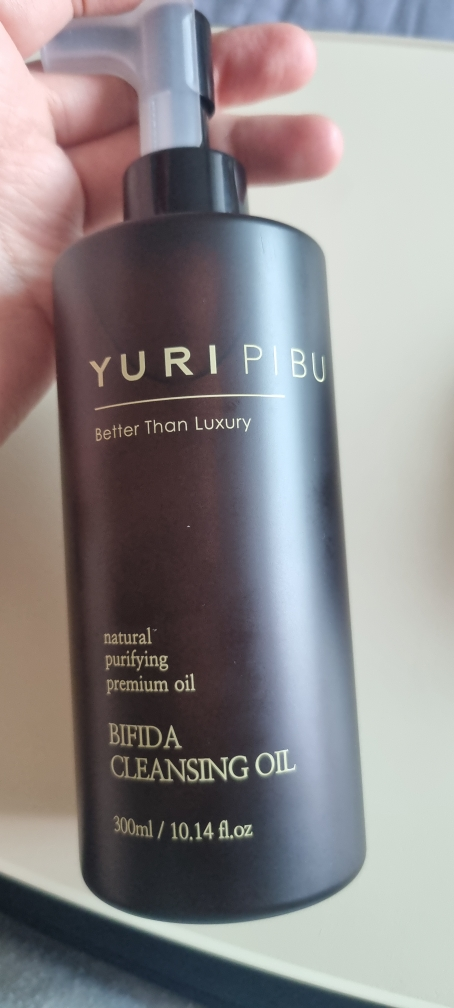 YURI PIBU
Better Than Luxury
natural
purifying
premium oil
BIFIDA
CLEANSING OIL
300ml / 10.14 fl.oz